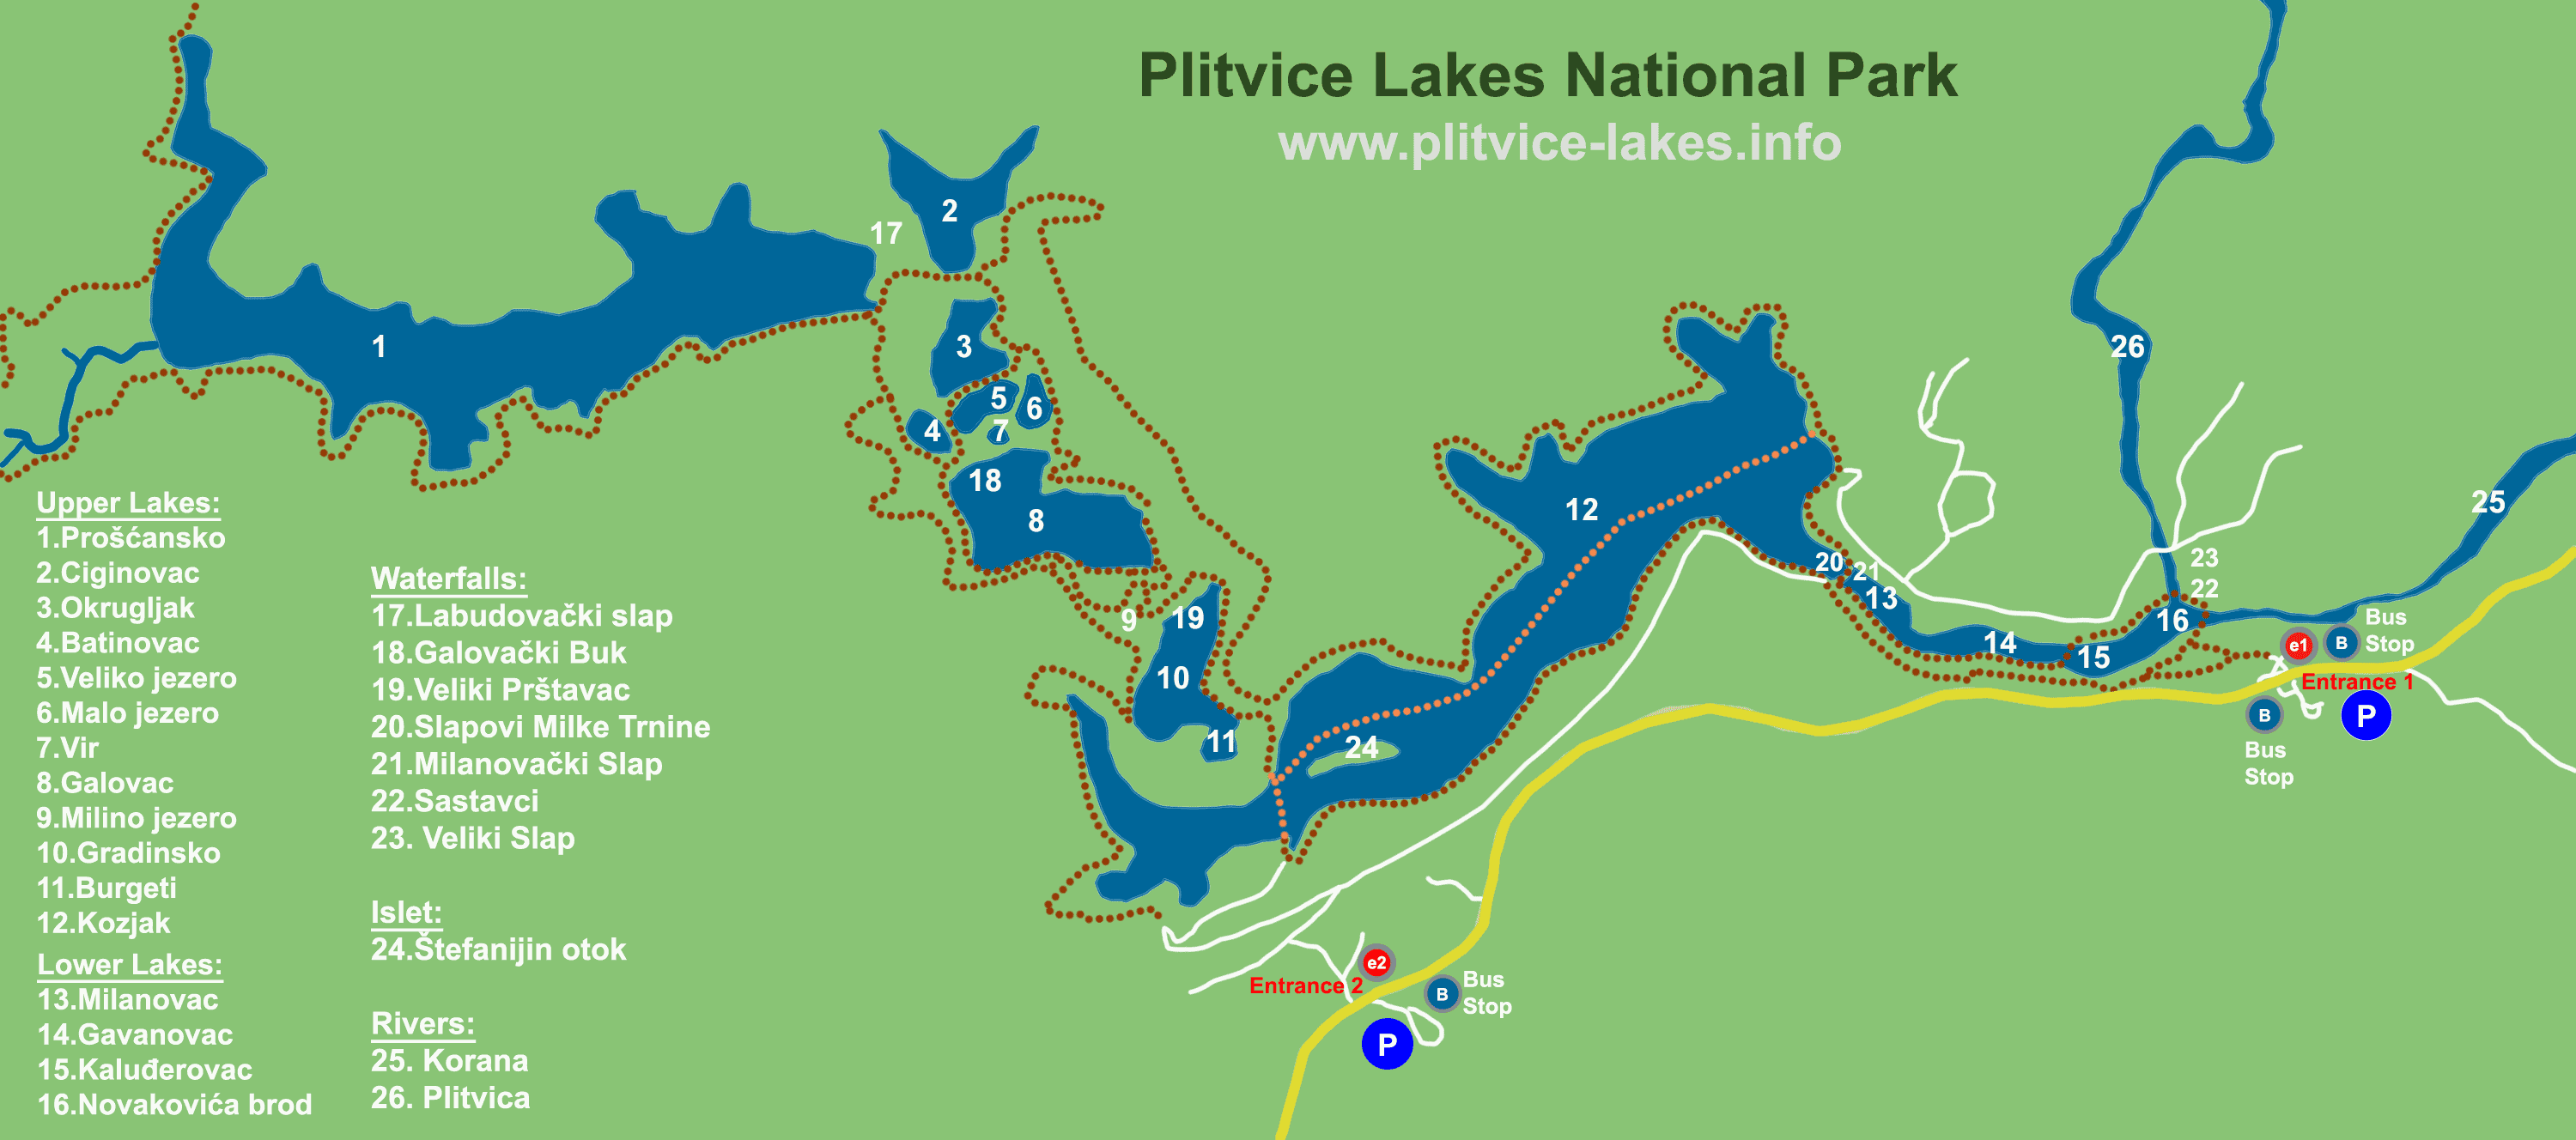 Plitvice Lakes National Park
www.plitvice-lakes.info
1
2
17
3
5
6
4
7
18
8
9
19
10
11
12
24
20
21
13
14
15
16
23
22
26
25
Bus
Stop
e1
B
Entrance 1
B
P
Bus
Stop
e2
Entrance 2
B
Bus
Stop
P
Upper Lakes:
1.Prošćansko
2.Ciginovac
3.Okrugljak
4.Batinovac
5.Veliko jezero
6.Malo jezero
7.Vir
8.Galovac
9.Milino jezero
10.Gradinsko
11.Burgeti
12.Kozjak
Lower Lakes:
13.Milanovac
14.Gavanovac
15.Kaluđerovac
16.Novakovića brod
Waterfalls:
17.Labudovački slap
18.Galovački Buk
19.Veliki Prštavac
20.Slapovi Milke Trnine
21.Milanovački Slap
22.Sastavci
23. Veliki Slap
Islet:
24.Štefanijin otok
Rivers:
25. Korana
26. Plitvica